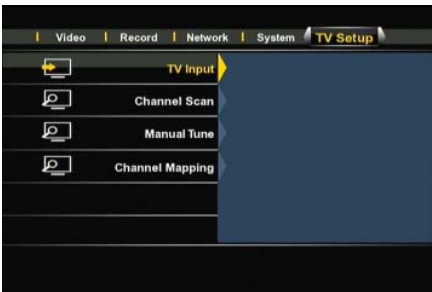 Video Record Network System TV Setup
TV Input
Channel Scan
Manual Tune
Channel Mapping